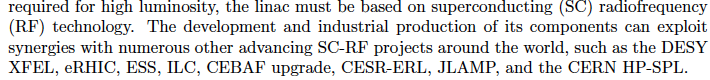 required for high luminosity, the linac must be based on superconducting (SC) radiofrequency
(RF) technology. The development and industrial production of its components can exploit
synergies with numerous other advancing SC-RF projects around the world, such as the DESY
XFEL, eRHIC, ESS, ILC, CEBAF upgrade, CESR-ERL, JLAMP, and the CERN HP-SPL.